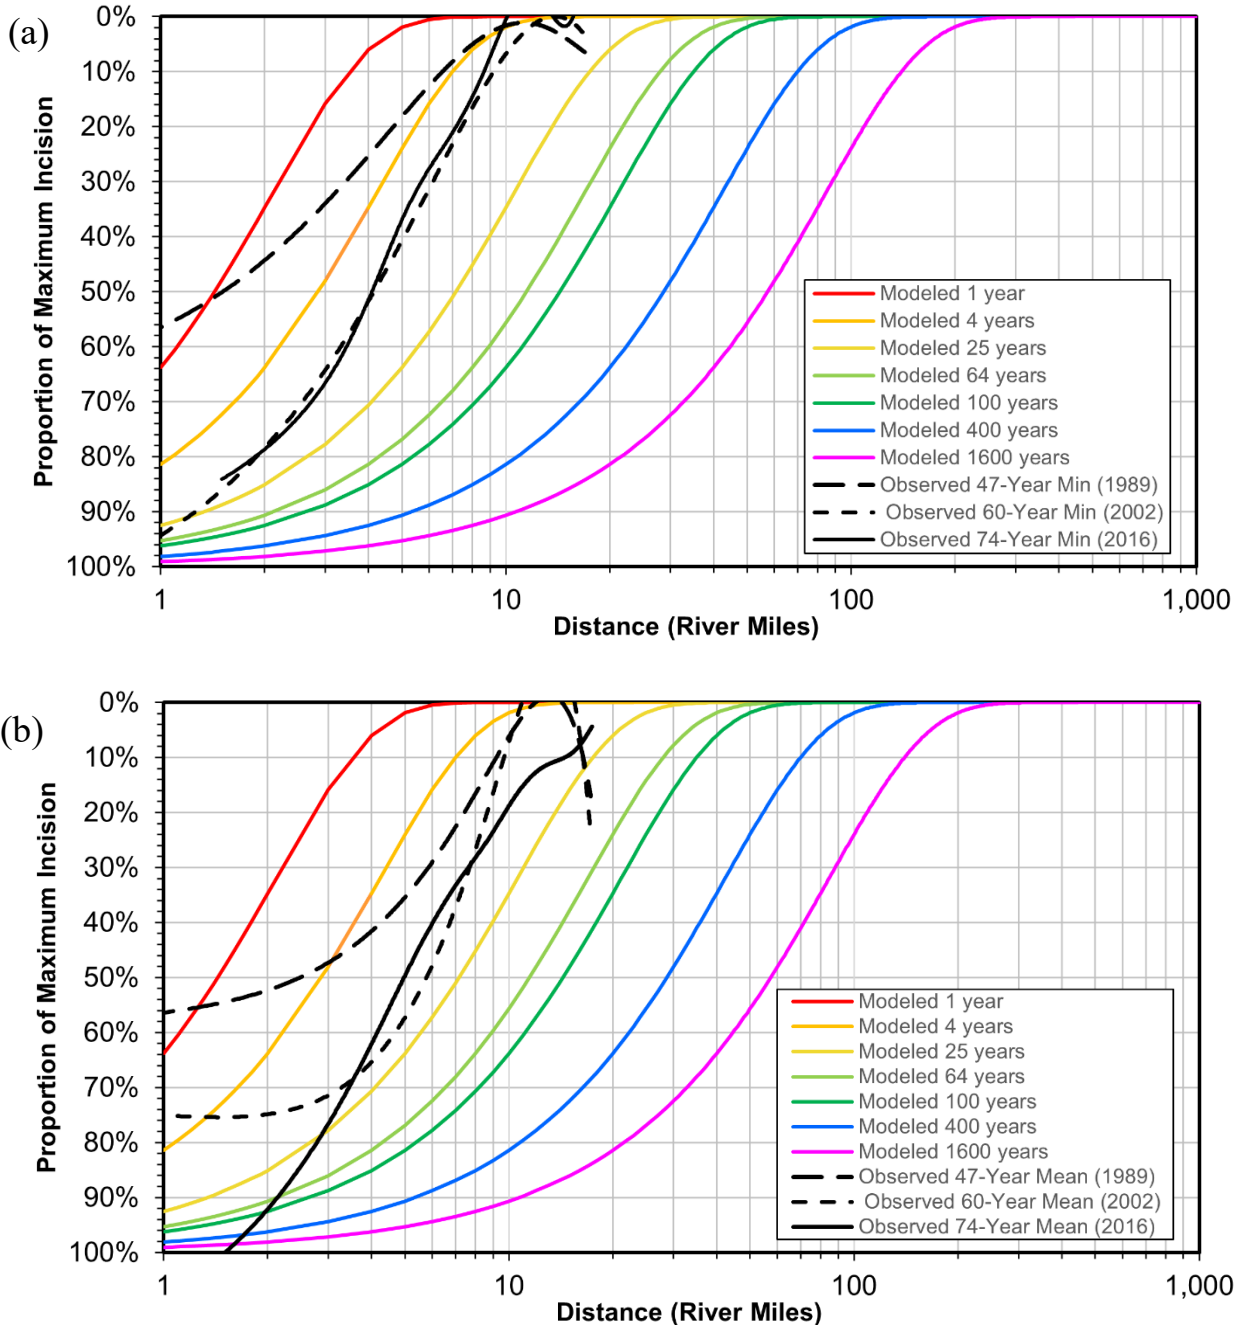 (a)
0%
10%
20%
30%
40%
50%
60%
70%
80%
90%
100%
Proportion of Maximum Incision
Modeled 1 year
Modeled 4 years
Modeled 25 years
Modeled 64 years
Modeled 100 years
Modeled 400 years
Modeled 1600 years
Observed 47-Year Min (1989)
Observed 60-Year Min (2002)
Observed 74-Year Min (2016)
1 10 100 1,000
Distance (River Miles)
(b)
0%
10%
20%
30%
40%
50%
60%
70%
80%
90%
100%
Proportion of Maximum Incision
Modeled 1 year
Modeled 4 years
Modeled 25 years
Modeled 64 years
Modeled 100 years
Modeled 400 years
Modeled 1600 years
Observed 47-Year Mean (1989)
Observed 60-Year Mean (2002)
Observed 74-Year Mean (2016)
1 10 100 1,000
Distance (River Miles)